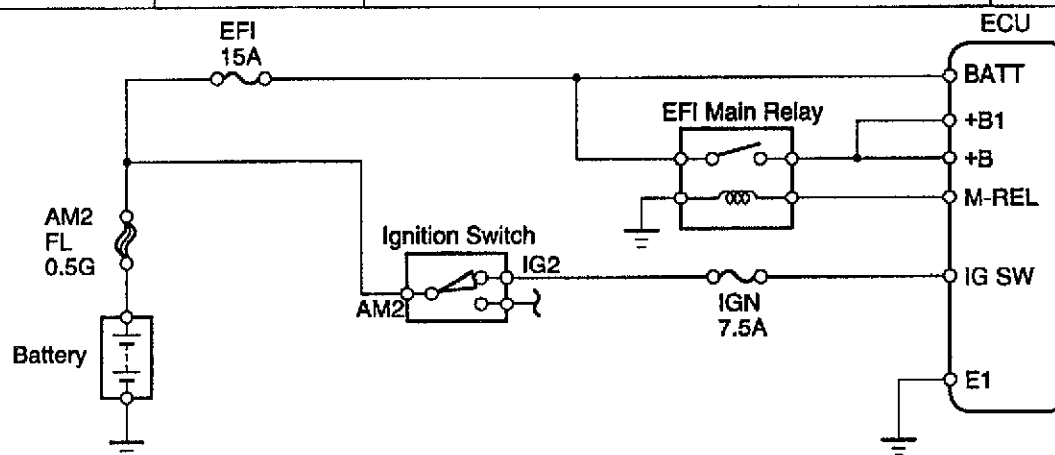 ECU
EFI
15A
BATT
EFI Main Relay
+B1
+B
M-REL
AM2
FL
0.5G
Ignition Switch
IG2
AM2
IGN
7.5A
IG SW
Battery
E1